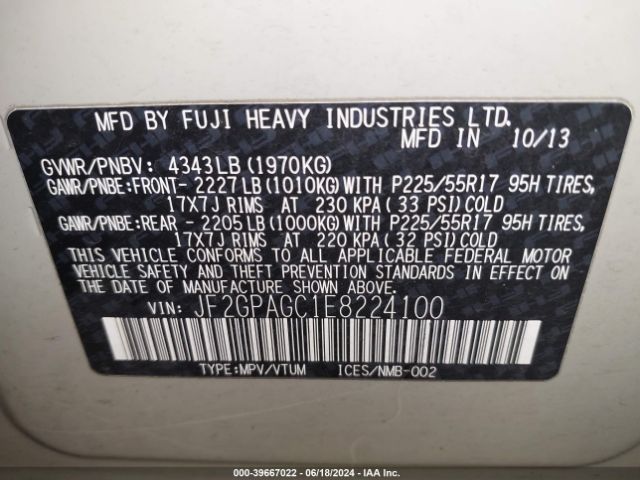 MFD BY FUJI HEAVY INDUSTRIES LTD.
MFD IN 10/13
GVWR/PNBV: 4343LB(1970KG)
GAWR/PNBE:FRONT- 2227LB(1010KG)WITH P225/55R17 95H TIRES,
17X7J RIMS AT 230 KPA(33 PSI)COLD
GAWR/PNBE:REAR - 2205LB(1000KG)WITH P225/55R17 95H TIRES,
17X7J RIMS AT 220 KPA(32 PSI)COLD
THIS VEHICLE CONFORMS TO ALL APPLICABLE FEDERAL MOTOR
VEHICLE SAFETY AND THEFT PREVENTION STANDARDS IN EFFECT ON
THE DATE OF MANUFACTURE SHOWN ABOVE.
VIN: JF2GPAGC1E8224100
TYPE:MPV/VTUM ICES/NMB-002
000-39667022 - 06/18/2024 - IAA Inc.